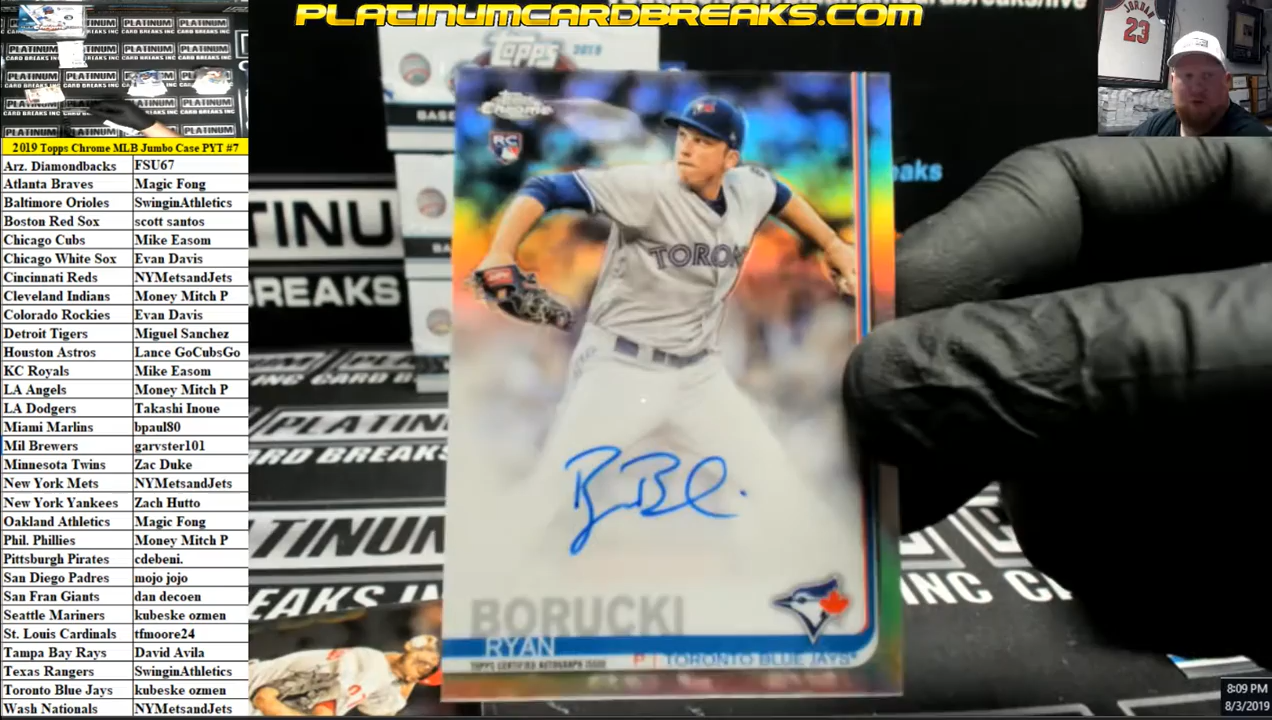 PLATINUMCARDBREAKS.COM
2019 Topps Chrome MLB Jumbo Case PYT #7
Arz. Diamondbacks FSU67
Atlanta Braves Magic Fong
Baltimore Orioles SwinginAthletics
Boston Red Sox scott santos
Chicago Cubs Mike Easom
Chicago White Sox Evan Davis
Cincinnati Reds NYMetsandJets
Cleveland Indians Money Mitch P
Colorado Rockies Evan Davis
Detroit Tigers Miguel Sanchez
Houston Astros Lance GoCubsGo
KC Royals Mike Easom
LA Angels Money Mitch P
LA Dodgers Takashi Inoue
Miami Marlins bpaul80
Mil Brewers garvster101
Minnesota Twins Zac Duke
New York Mets NYMetsandJets
New York Yankees Zach Hutto
Oakland Athletics Magic Fong
Phil. Phillies Money Mitch P
Pittsburgh Pirates cdebeni.
San Diego Padres mojo jojo
San Fran Giants dan decoen
Seattle Mariners kubeske ozmen
St. Louis Cardinals tfmoore24
Tampa Bay Rays David Avila
Texas Rangers SwinginAthletics
Toronto Blue Jays kubeske ozmen
Wash Nationals NYMetsandJets
Topps 2019
Topps
Chrome
RC
TORON
BORUCKI
RYAN
TOPPS CERTIFIED AUTOGRAPH ISSUE
P | TORONTO BLUE JAYS
JORDAN
23
8:09 PM
8/3/2019